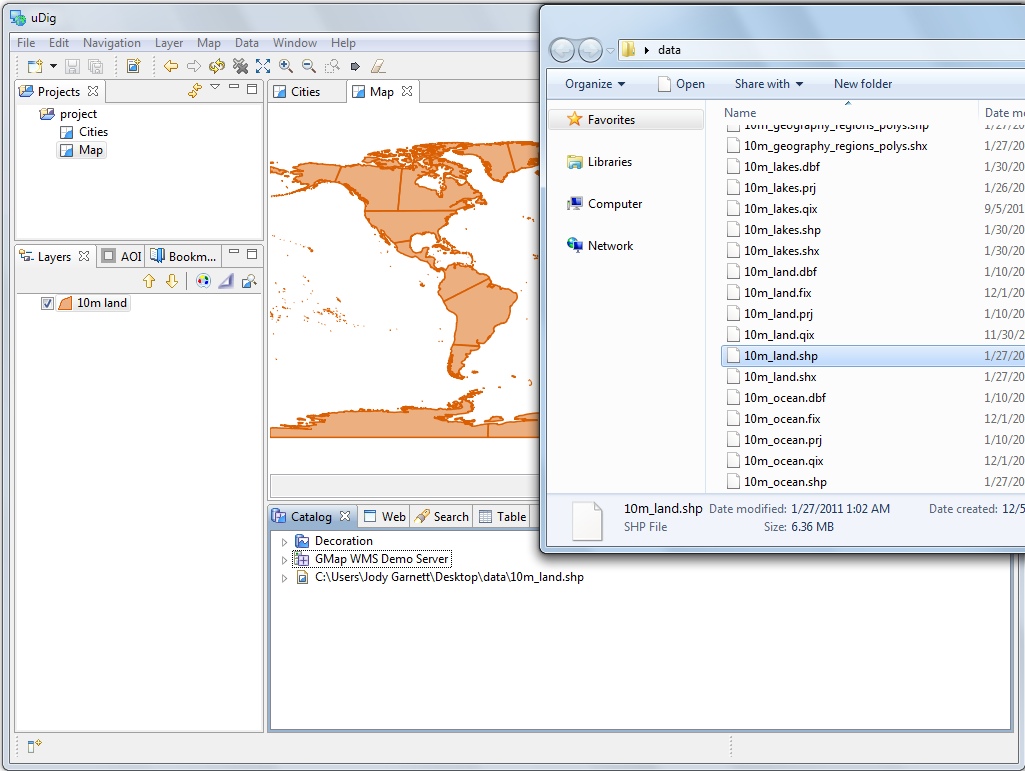 uDig
File Edit Navigation Layer Map Data Window Help
Projects
project
Cities
Map
Layers AOI Bookm...
10m land
Cities Map
Catalog Web Search Table
Decoration
GMap WMS Demo Server
C:\Users\Jody Garnett\Desktop\data\10m_land.shp
data
Organize Open Share with New folder
Favorites
Libraries
Computer
Network
Name Date mo
10m_geography_regions_polys.shp 1/27/20
10m_geography_regions_polys.shx 1/27/20
10m_lakes.dbf 1/30/20
10m_lakes.prj 1/26/20
10m_lakes.qix 9/5/201
10m_lakes.shp 1/30/20
10m_lakes.shx 1/30/20
10m_land.dbf 1/10/20
10m_land.fix 12/1/20
10m_land.prj 1/10/20
10m_land.qix 11/30/2
10m_land.shp 1/27/20
10m_land.shx 1/27/20
10m_ocean.dbf 1/10/20
10m_ocean.fix 12/1/20
10m_ocean.prj 1/10/20
10m_ocean.qix 12/1/20
10m_ocean.shp 1/27/20
10m_land.shp Date modified: 1/27/2011 1:02 AM Date created: 12/5
SHP File Size: 6.36 MB